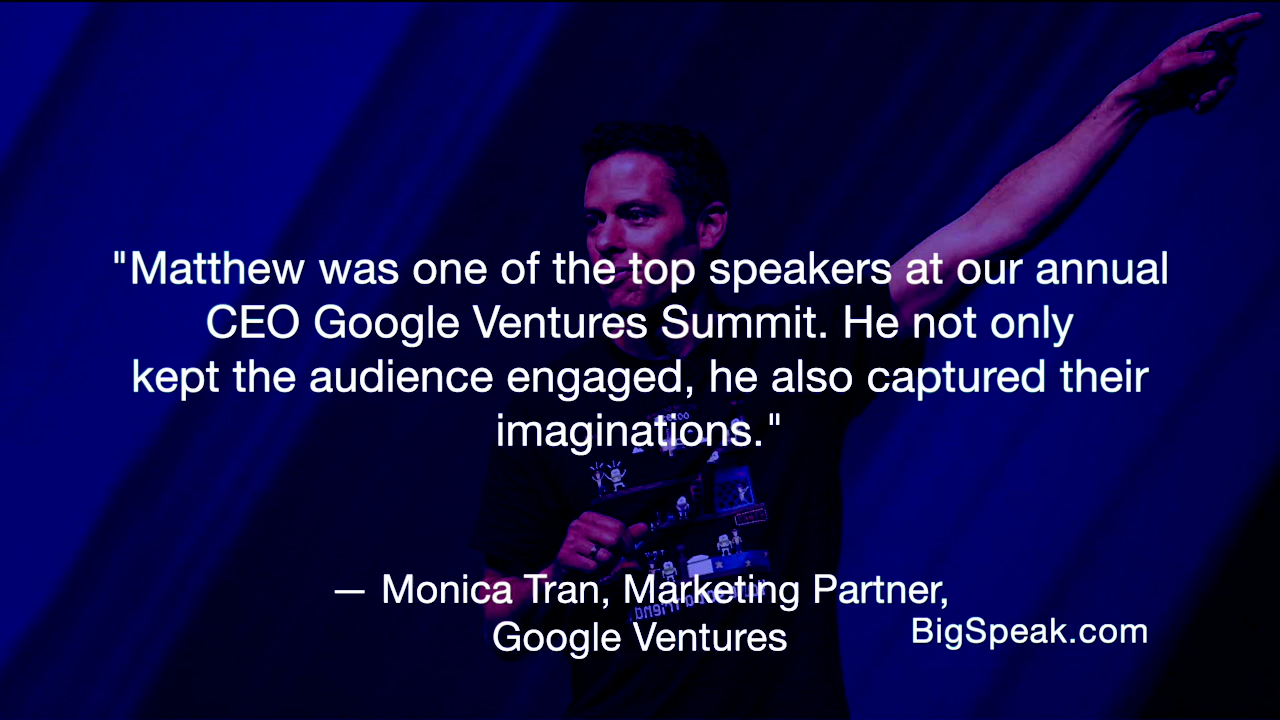 "Matthew was one of the top speakers at our annual
CEO Google Ventures Summit. He not only
kept the audience engaged, he also captured their
imaginations."
— Monica Tran, Marketing Partner,
Google Ventures
BigSpeak.com